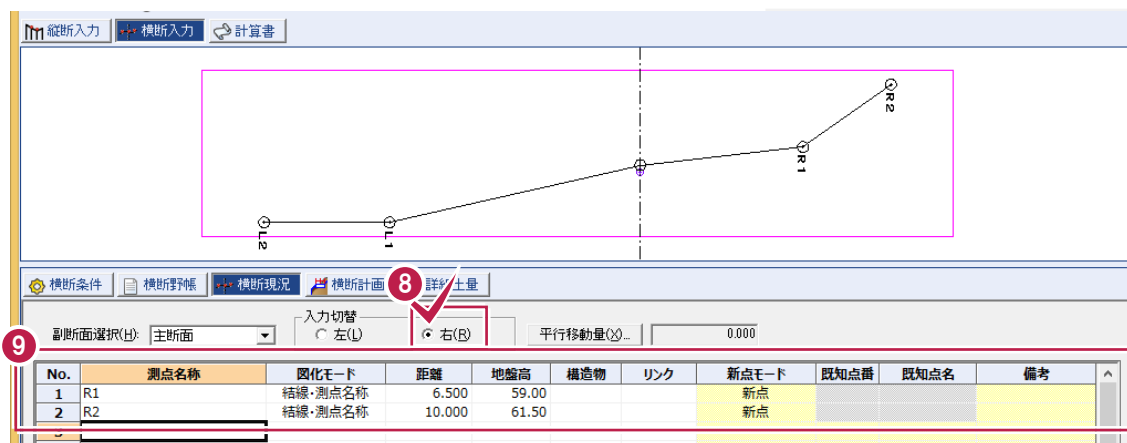 縦断入力 横断入力 計算書
R2
R1
L2 L1
横断条件 横断野帳 横断現況 横断計画 8 詳細土量
入力切替
副断面選択(H): 主断面 左(L) 右(R) 平行移動量(X)... 0.000
9
No. 測点名称 図化モード 距離 地盤高 構造物 リンク 新点モード 既知点番 既知点名 備考
1 R1 結線・測点名称 6.500 59.00 新点
2 R2 結線・測点名称 10.000 61.50 新点
3